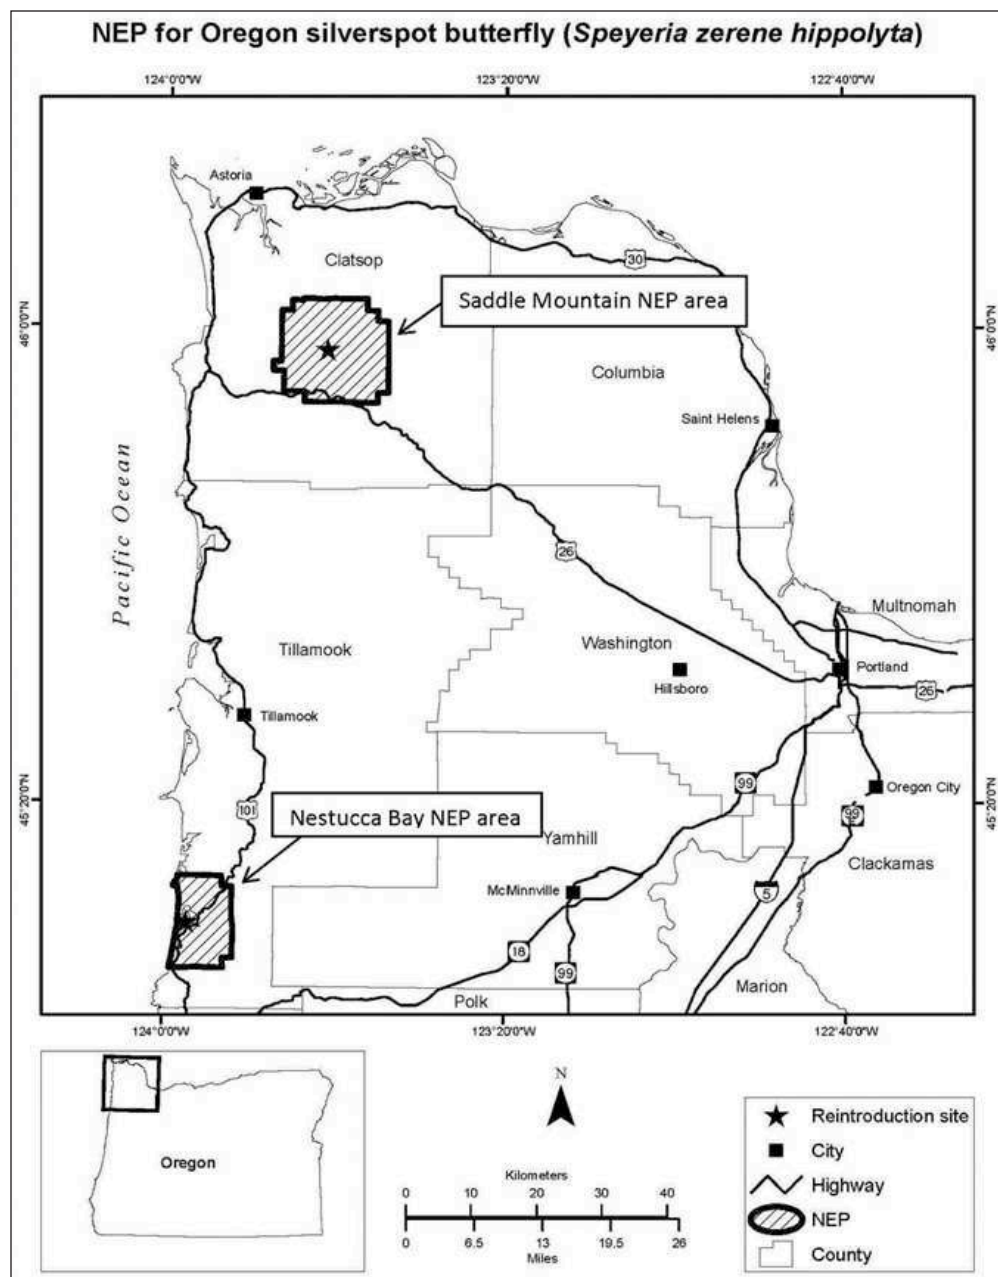 NEP for Oregon silverspot butterfly (Speyeria zerene hippolyta)
124°0'0"W
123°20'0"W
122°40'0"W
Astoria
Clatsop
30
Saddle Mountain NEP area
46°0'0"N
46°0'0"N
Columbia
Saint Helens
Pacific Ocean
26
Multnomah
Washington
Tillamook
Portland
Hillsboro
26
Tillamook
99
45°20'0"N
45°20'0"N
101
Oregon City
Nestucca Bay NEP area
99
Yamhill
Clackamas
McMinnville
5
18
99
Marion
Polk
124°0'0"W
123°20'0"W
122°40'0"W
Oregon
N
Kilometers
0 10 20 30 40
0 6.5 13 19.5 26
Miles
Reintroduction site
City
Highway
NEP
County